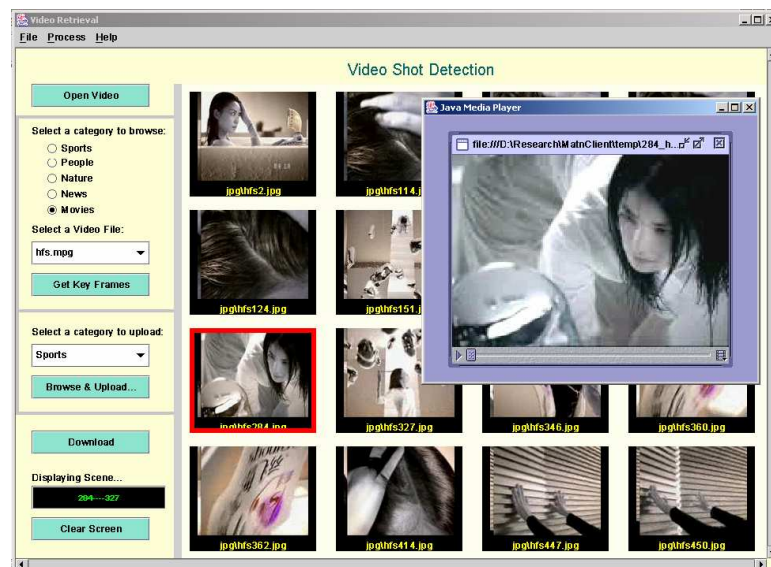 Video Retrieval
File Process Help
Video Shot Detection
Open Video
Select a category to browse:
Sports
People
Nature
News
Movies
Select a Video File:
hfs.mpg
Get Key Frames
Select a category to upload:
Sports
Browse & Upload...
Download
Displaying Scene...
284----327
Clear Screen
jpg\hfs2.jpg
jpg\hfs114.j
Java Media Player
file:///D:\Research\MatnClient\temp\284_h...
jpg\hfs124.jpg
jpg\hfs151.j
jpg\hfs284.jpg
jpg\hfs327.jpg
jpg\hfs346.jpg
jpg\hfs360.jpg
jpg\hfs362.jpg
jpg\hfs414.jpg
jpg\hfs447.jpg
jpg\hfs450.jpg